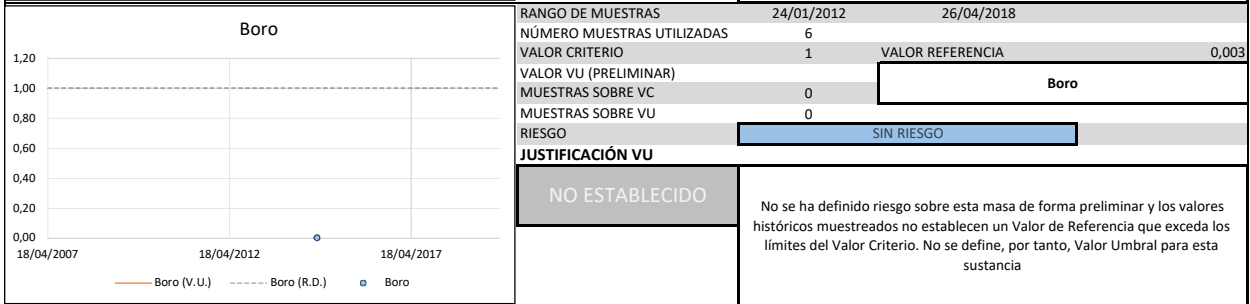 Boro
1,20
1,00
0,80
0,60
0,40
0,20
0,00
18/04/2007 18/04/2012 18/04/2017
Boro (V.U.) Boro (R.D.) Boro
RANGO DE MUESTRAS 24/01/2012 26/04/2018
NÚMERO MUESTRAS UTILIZADAS 6
VALOR CRITERIO 1 VALOR REFERENCIA 0,003
VALOR VU (PRELIMINAR)
Boro
MUESTRAS SOBRE VC 0
MUESTRAS SOBRE VU 0
RIESGO SIN RIESGO
JUSTIFICACIÓN VU
NO ESTABLECIDO
No se ha definido riesgo sobre esta masa de forma preliminar y los valores
históricos muestreados no establecen un Valor de Referencia que exceda los
límites del Valor Criterio. No se define, por tanto, Valor Umbral para esta
sustancia